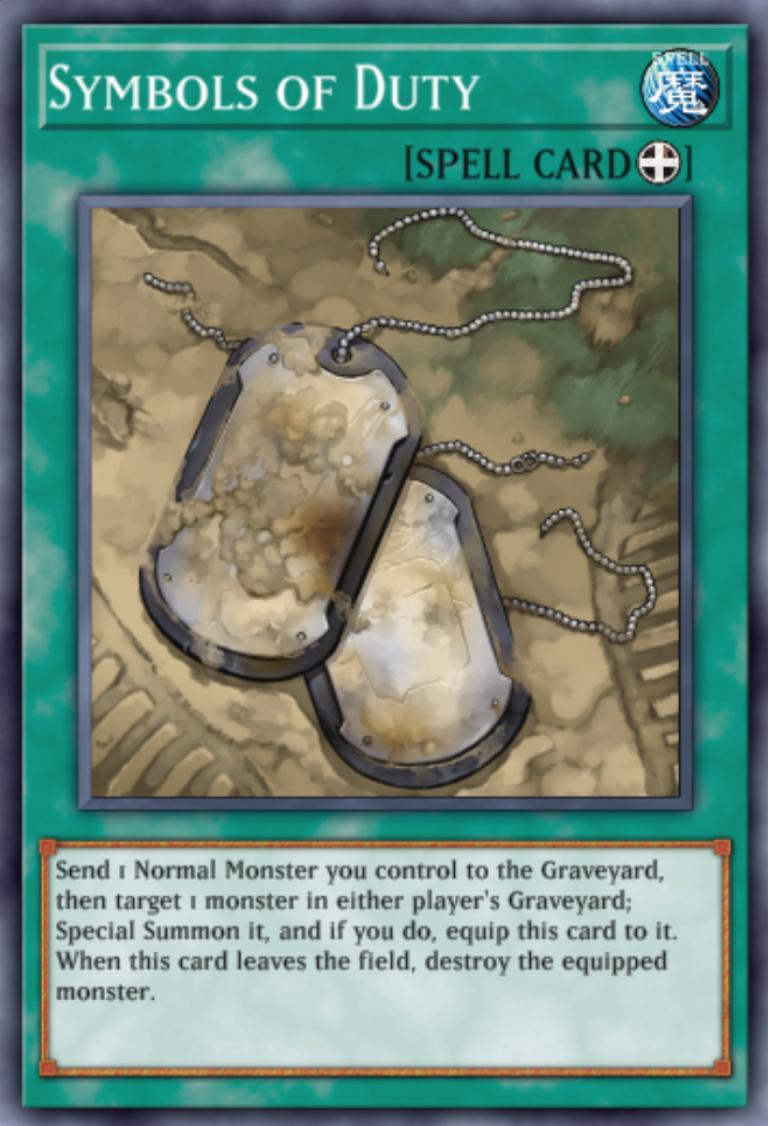 SYMBOLS OF DUTY
SPELL
魔
[SPELL CARD]
Send 1 Normal Monster you control to the Graveyard,
then target 1 monster in either player's Graveyard;
Special Summon it, and if you do, equip this card to it.
When this card leaves the field, destroy the equipped
monster.